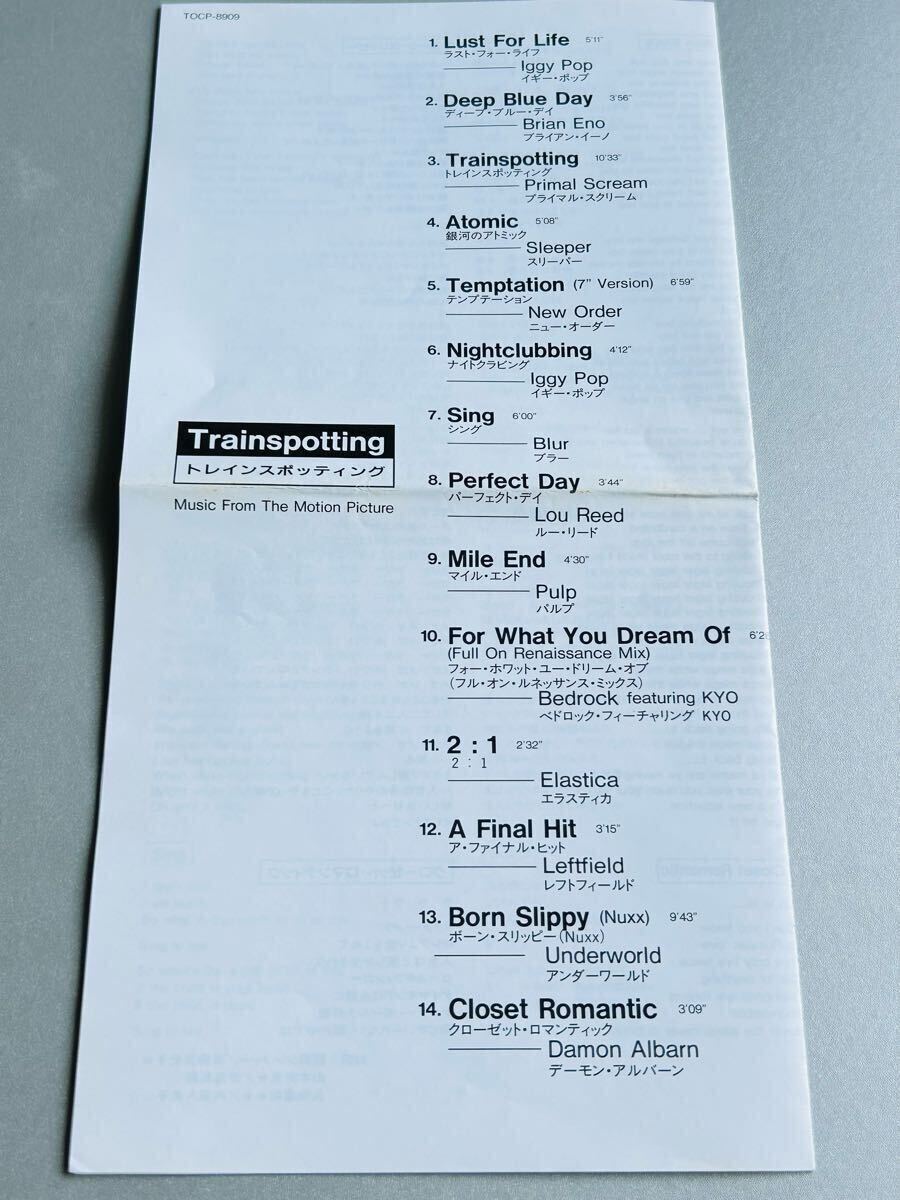 TOCP-8909
1. Lust For Life 5'11"
ラスト・フォー・ライフ
Iggy Pop
イギー・ポップ
2. Deep Blue Day 3'56"
ディープ・ブルー・デイ
Brian Eno
ブライアン・イーノ
3. Trainspotting 10'33"
トレインスポッティング
Primal Scream
プライマル・スクリーム
4. Atomic 5'08"
銀河のアトミック
Sleeper
スリーパー
5. Temptation (7" Version) 6'59"
テンプテーション
New Order
ニュー・オーダー
6. Nightclubbing 4'12"
ナイトクラビング
Iggy Pop
イギー・ポップ
7. Sing 6'00"
シング
Blur
ブラー
Trainspotting
トレインスポッティング
Music From The Motion Picture
8. Perfect Day 3'44"
パーフェクト・デイ
Lou Reed
ルー・リード
9. Mile End 4'30"
マイル・エンド
Pulp
パルプ
10. For What You Dream Of
(Full On Renaissance Mix)
フォー・ホワット・ユー・ドリーム・オブ
(フル・オン・ルネッサンス・ミックス)
Bedrock featuring KYO
ベドロック・フィーチャリング KYO
11. 2 : 1 2'32"
2 : 1
Elastica
エラスティカ
12. A Final Hit 3'15"
ア・ファイナル・ヒット
Leftfield
レフトフィールド
13. Born Slippy (Nuxx) 9'43"
ボーン・スリッピー(Nuxx)
Underworld
アンダーワールド
14. Closet Romantic 3'09"
クローゼット・ロマンティック
Damon Albarn
デーモン・アルバーン